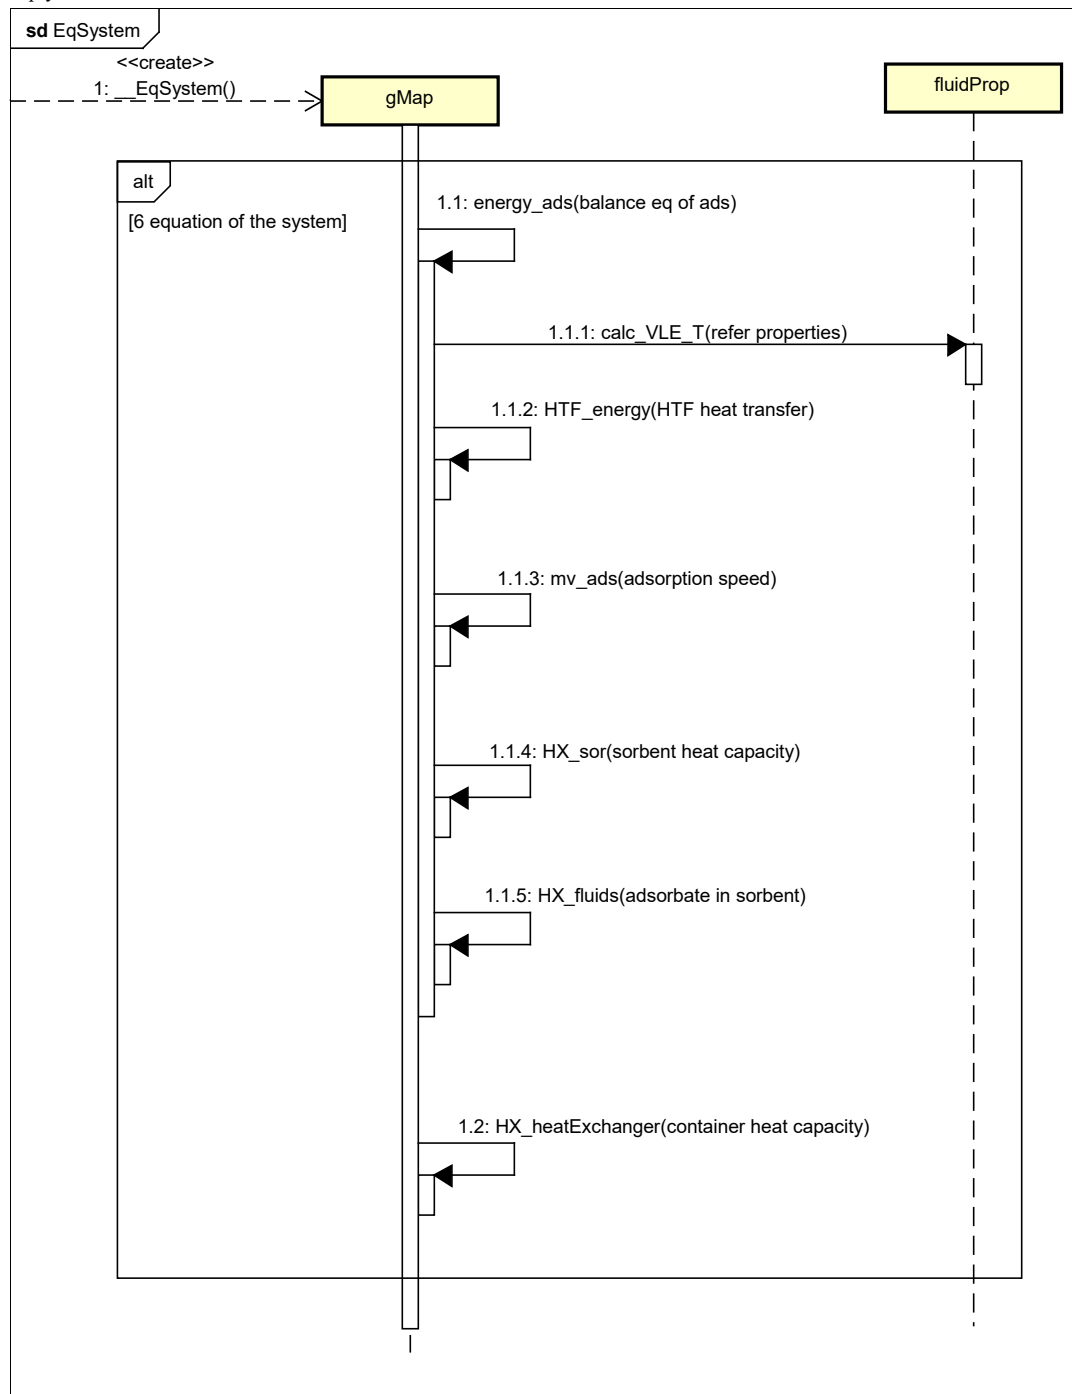 sd EqSystem
<<create>>
1: __EqSystem()
gMap
fluidProp
alt
[6 equation of the system]
1.1: energy_ads(balance eq of ads)
1.1.1: calc_VLE_T(refer properties)
1.1.2: HTF_energy(HTF heat transfer)
1.1.3: mv_ads(adsorption speed)
1.1.4: HX_sor(sorbent heat capacity)
1.1.5: HX_fluids(adsorbate in sorbent)
1.2: HX_heatExchanger(container heat capacity)